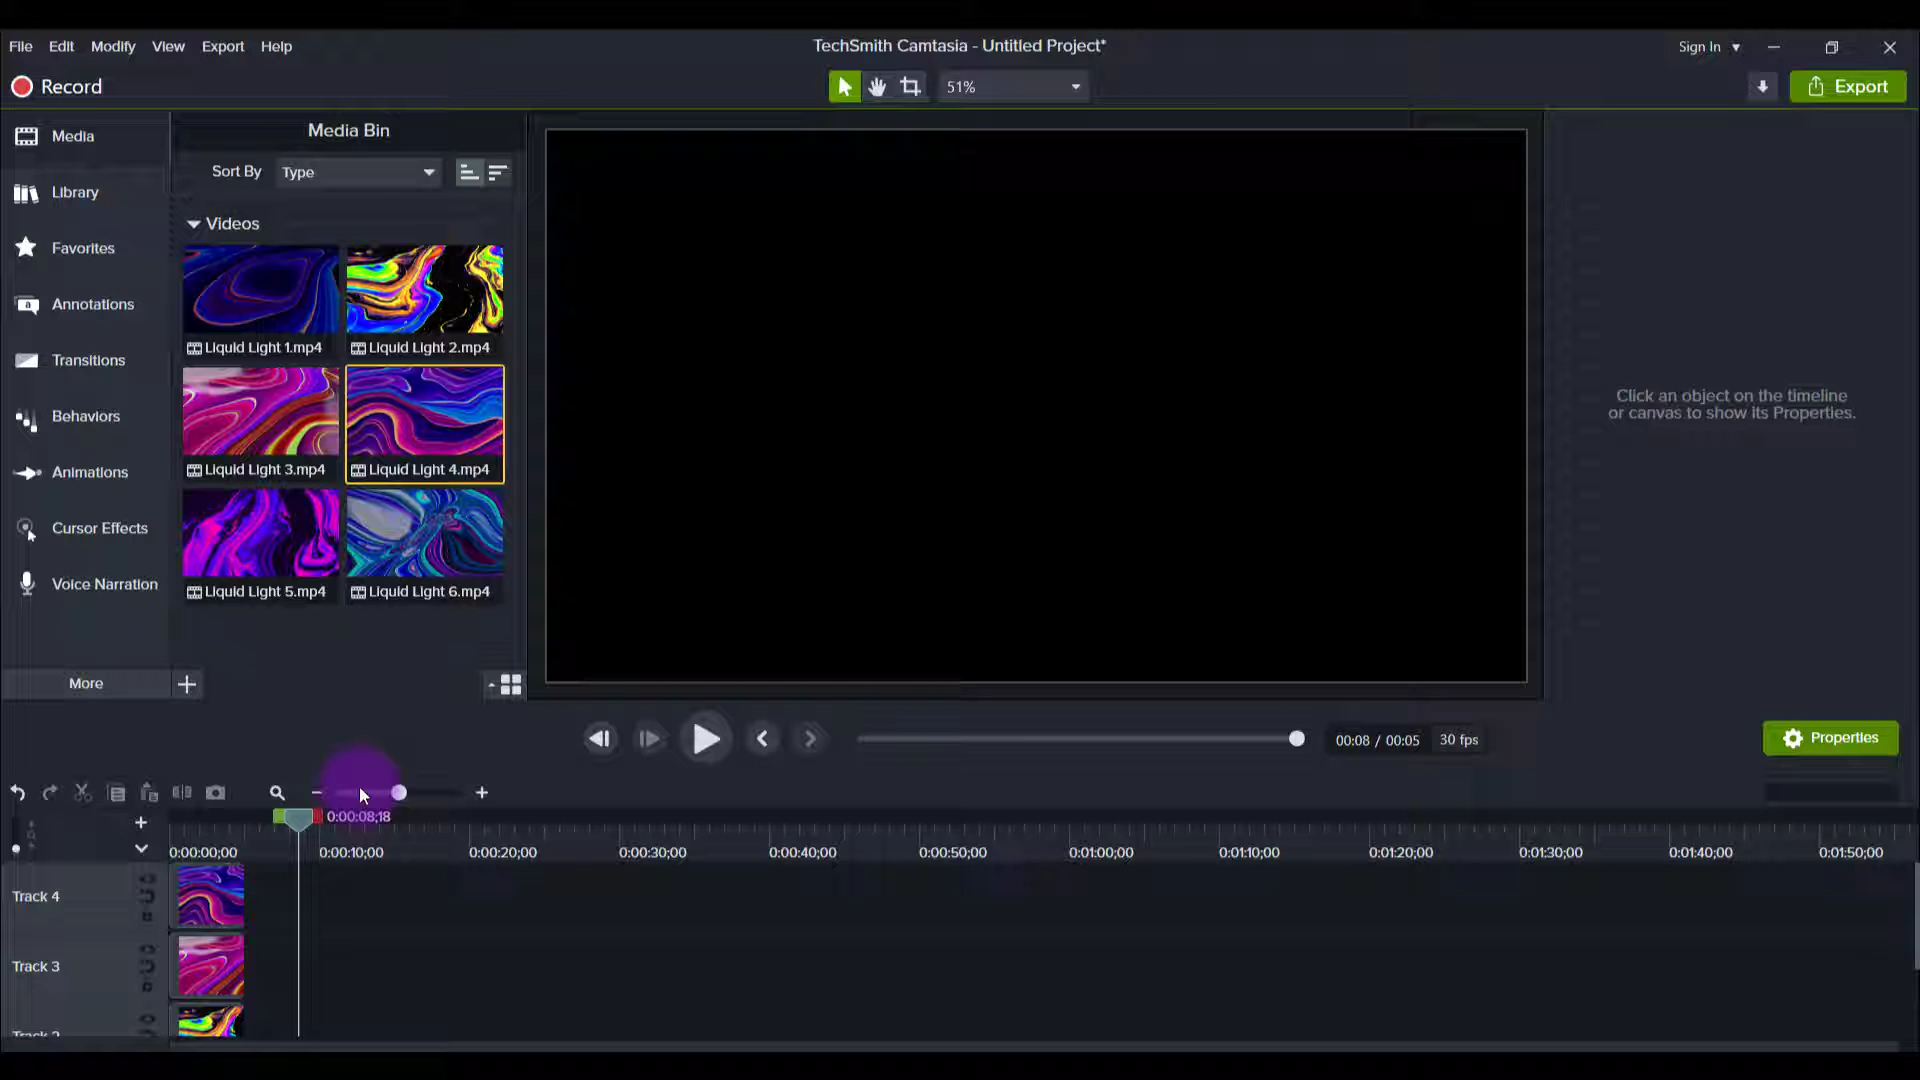 File Edit Modify View Export Help
TechSmith Camtasia - Untitled Project*
Sign In
Record
51%
Export
Media
Library
Favorites
Annotations
Transitions
Behaviors
Animations
Cursor Effects
Voice Narration
More
Media Bin
Sort By Type
Videos
Liquid Light 1.mp4 Liquid Light 2.mp4
Liquid Light 3.mp4 Liquid Light 4.mp4
Liquid Light 5.mp4 Liquid Light 6.mp4
Click an object on the timeline
or canvas to show its Properties.
00:08 / 00:05 30 fps
Properties
0:00:08;18
0:00:00;00 0:00:10;00 0:00:20;00 0:00:30;00 0:00:40;00 0:00:50;00 0:01:00;00 0:01:10;00 0:01:20;00 0:01:30;00 0:01:40;00 0:01:50;00
Track 4
Track 3
Track 2